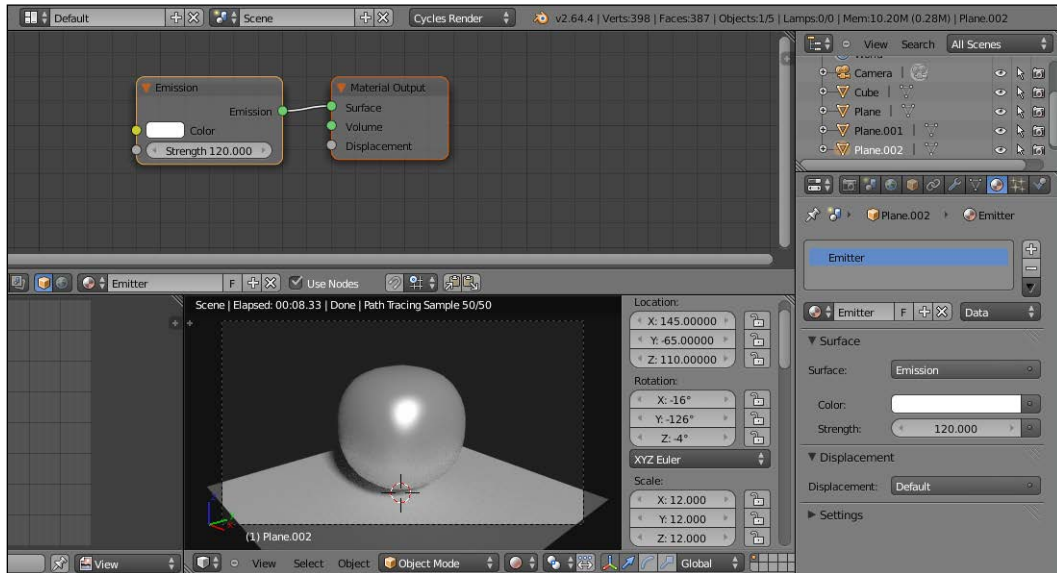 Default Scene Cycles Render v2.64.4 | Verts:398 | Faces:387 | Objects:1/5 | Lamps:0/0 | Mem:10.20M (0.28M) | Plane.002
Emission
Emission
Color
Strength 120.000
Material Output
Surface
Volume
Displacement
Emitter F Use Nodes
View Search All Scenes
World
Camera
Cube
Plane
Plane.001
Plane.002
Plane.002 Emitter
Emitter
Emitter F Data
Surface
Surface: Emission
Color:
Strength: 120.000
Displacement
Displacement: Default
Settings
Scene | Elapsed: 00:08.33 | Done | Path Tracing Sample 50/50
(1) Plane.002
Location:
X: 145.00000
Y: -65.00000
Z: 110.00000
Rotation:
X: -16°
Y: -126°
Z: -4°
XYZ Euler
Scale:
X: 12.000
Y: 12.000
Z: 12.000
View
View Select Object Object Mode Global